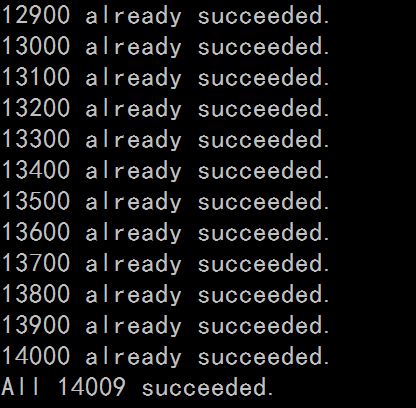 12900 already succeeded.
13000 already succeeded.
13100 already succeeded.
13200 already succeeded.
13300 already succeeded.
13400 already succeeded.
13500 already succeeded.
13600 already succeeded.
13700 already succeeded.
13800 already succeeded.
13900 already succeeded.
14000 already succeeded.
All 14009 succeeded.